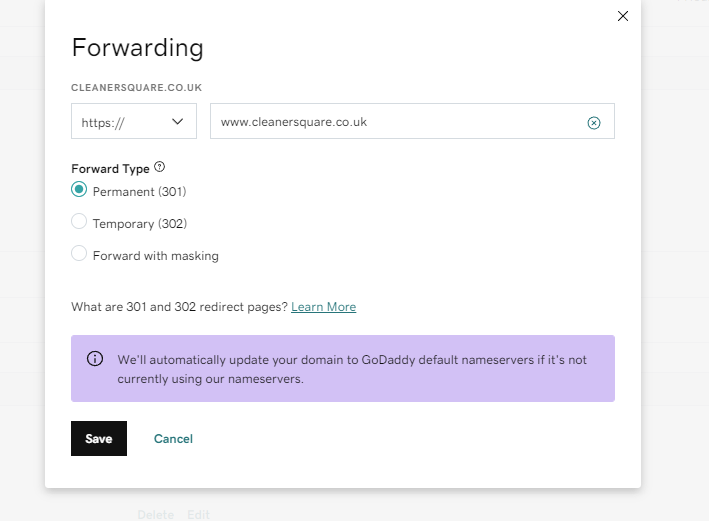 Forwarding
CLEANERSQUARE.CO.UK
https://
www.cleanersquare.co.uk
Forward Type
Permanent (301)
Temporary (302)
Forward with masking
What are 301 and 302 redirect pages? Learn More
We'll automatically update your domain to GoDaddy default nameservers if it's not
currently using our nameservers.
Save Cancel
Delete Edit